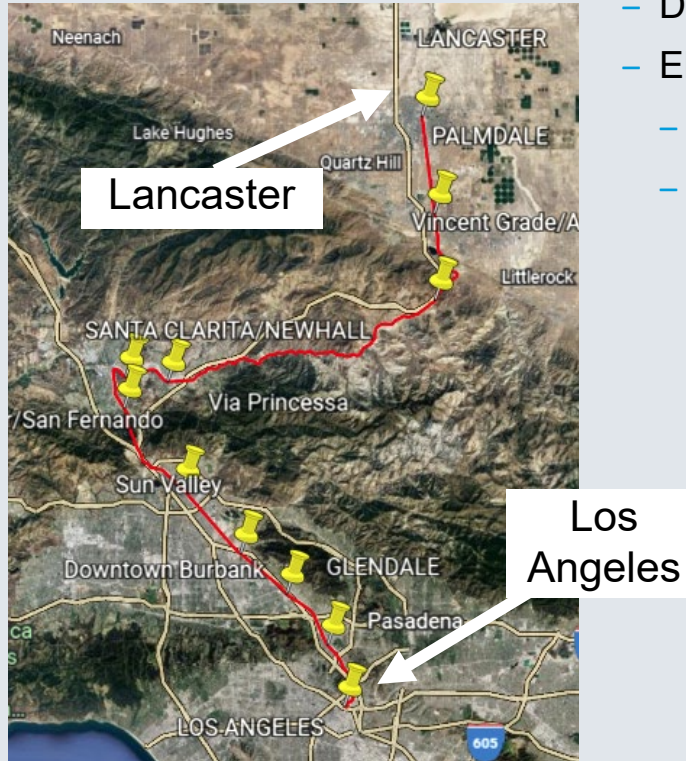 – D
Neenach
LANCASTER
– E
Lake Hughes
PALMDALE
–
Quartz Hill
Lancaster
–
Vincent Grade/A
Littlerock
SANTA CLARITA/NEWHALL
Via Princessa
r/San Fernando
Sun Valley
Los
Angeles
Downtown Burbank
GLENDALE
Pasadena
ca
s
LOS ANGELES
605